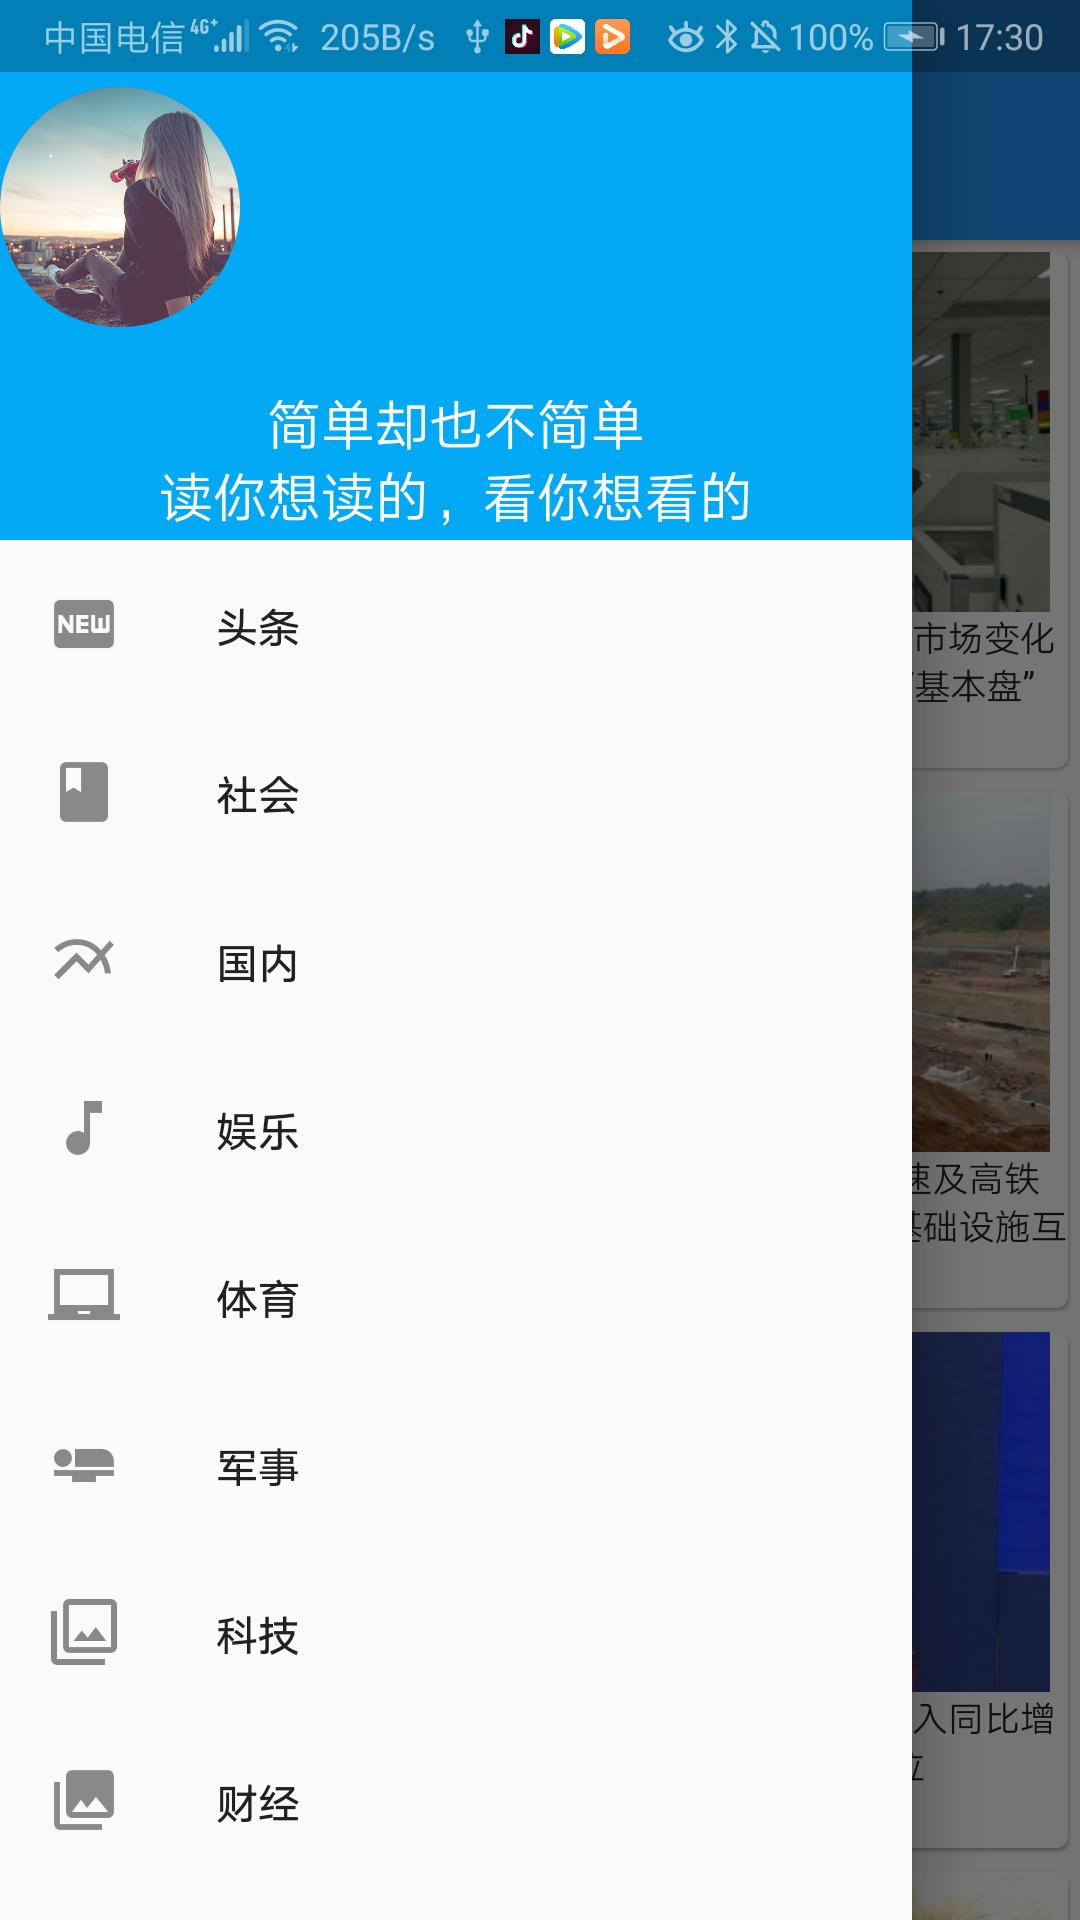 中国电信 4G+ 205B/s 100% 17:30
简单却也不简单
读你想读的，看你想看的
NEW 头条
社会
国内
娱乐
体育
军事
科技
财经
市场变化
“基本盘”
速及高铁
基础设施互
入同比增
位